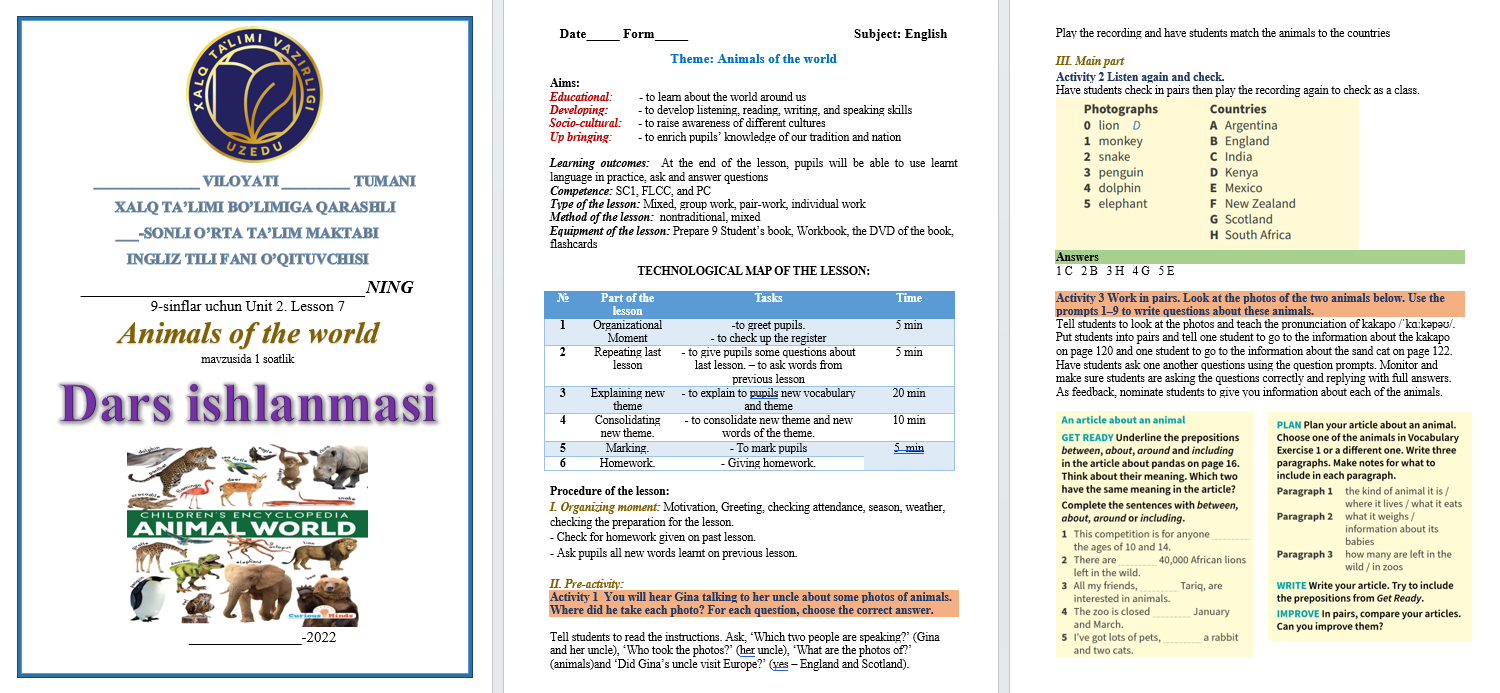 XALQ TA'LIMI VAZIRLIGI
UZEDU
______________ VILOYATI _________ TUMANI
XALQ TA'LIMI BO'LIMIGA QARASHLI
___-SONLI O'RTA TA'LIM MAKTABI
INGLIZ TILI FANI O'QITUVCHISI
______________________________NING
9-sinflar uchun Unit 2. Lesson 7
Animals of the world
mavzusida 1 soatlik
Dars ishlanmasi
dolphin
crocodile
flamingo
deer
snake
CHILDREN'S ENCYCLOPEDIA
ANIMAL WORLD
giraffe
octopus
lion
elephant
penguin
bear
Curious Minds
________________-2022
Date_____ Form_____ Subject: English
Theme: Animals of the world
Aims:
Educational: - to learn about the world around us
Developing: - to develop listening, reading, writing, and speaking skills
Socio-cultural: - to raise awareness of different cultures
Up bringing: - to enrich pupils' knowledge of our tradition and nation
Learning outcomes: At the end of the lesson, pupils will be able to use learnt
language in practice, ask and answer questions
Competence: SC1, FLCC, and PC
Type of the lesson: Mixed, group work, pair-work, individual work
Method of the lesson: nontraditional, mixed
Equipment of the lesson: Prepare 9 Student's book, Workbook, the DVD of the book,
flashcards
TECHNOLOGICAL MAP OF THE LESSON:
№ Part of the lesson Tasks Time
1 Organizational Moment -to greet pupils. - to check up the register 5 min
2 Repeating last lesson - to give pupils some questions about last lesson. – to ask words from previous lesson 5 min
3 Explaining new theme - to explain to pupils new vocabulary and theme 20 min
4 Consolidating new theme. - to consolidate new theme and new words of the theme. 10 min
5 Marking. - To mark pupils 5 min
6 Homework. - Giving homework.
Procedure of the lesson:
I. Organizing moment: Motivation, Greeting, checking attendance, season, weather,
checking the preparation for the lesson.
- Check for homework given on past lesson.
- Ask pupils all new words learnt on previous lesson.
II. Pre-activity:
Activity 1 You will hear Gina talking to her uncle about some photos of animals.
Where did he take each photo? For each question, choose the correct answer.
Tell students to read the instructions. Ask, 'Which two people are speaking?' (Gina
and her uncle), 'Who took the photos?' (her uncle), 'What are the photos of?'
(animals)and 'Did Gina's uncle visit Europe?' (yes – England and Scotland).
Play the recording and have students match the animals to the countries
III. Main part
Activity 2 Listen again and check.
Have students check in pairs then play the recording again to check as a class.
Photographs Countries
0 lion D A Argentina
1 monkey B England
2 snake C India
3 penguin D Kenya
4 dolphin E Mexico
5 elephant F New Zealand
G Scotland
H South Africa
Answers
1 C 2 B 3 H 4 G 5 E
Activity 3 Work in pairs. Look at the photos of the two animals below. Use the
prompts 1–9 to write questions about these animals.
Tell students to look at the photos and teach the pronunciation of kakapo /'kɑːkəpəʊ/.
Put students into pairs and tell one student to go to the information about the kakapo
on page 120 and one student to go to the information about the sand cat on page 122.
Have students ask one another questions using the question prompts. Monitor and
make sure students are asking the questions correctly and replying with full answers.
As feedback, nominate students to give you information about each of the animals.
An article about an animal
GET READY Underline the prepositions
between, about, around and including
in the article about pandas on page 16.
Think about their meaning. Which two
have the same meaning in the article?
Complete the sentences with between,
about, around or including.
1 This competition is for anyone ________
the ages of 10 and 14.
2 There are ________ 40,000 African lions
left in the wild.
3 All my friends, ________ Tariq, are
interested in animals.
4 The zoo is closed ________ January
and March.
5 I've got lots of pets, ________ a rabbit
and two cats.
PLAN Plan your article about an animal.
Choose one of the animals in Vocabulary
Exercise 1 or a different one. Write three
paragraphs. Make notes for what to
include in each paragraph.
Paragraph 1 the kind of animal it is /
where it lives / what it eats
Paragraph 2 what it weighs /
information about its
babies
Paragraph 3 how many are left in the
wild / in zoos
WRITE Write your article. Try to include
the prepositions from Get Ready.
IMPROVE In pairs, compare your articles.
Can you improve them?